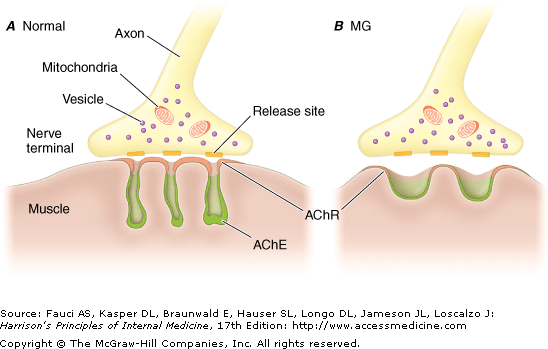 A Normal
Axon
Mitochondria
Vesicle
Nerve
terminal
Release site
Muscle
AChR
AChE
B MG
Source: Fauci AS, Kasper DL, Braunwald E, Hauser SL, Longo DL, Jameson JL, Loscalzo J:
Harrison's Principles of Internal Medicine, 17th Edition: http://www.accessmedicine.com
Copyright © The McGraw-Hill Companies, Inc. All rights reserved.